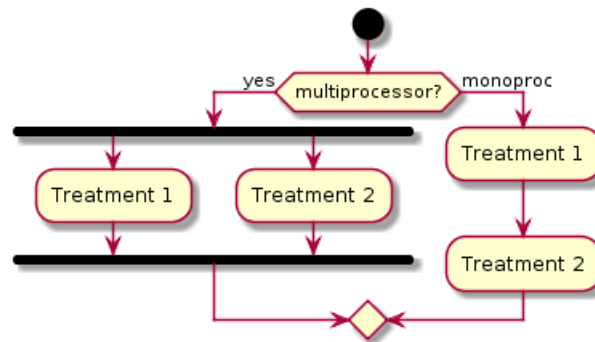 yes
multiprocessor?
monoproc
Treatment 1
Treatment 2
Treatment 1
Treatment 2